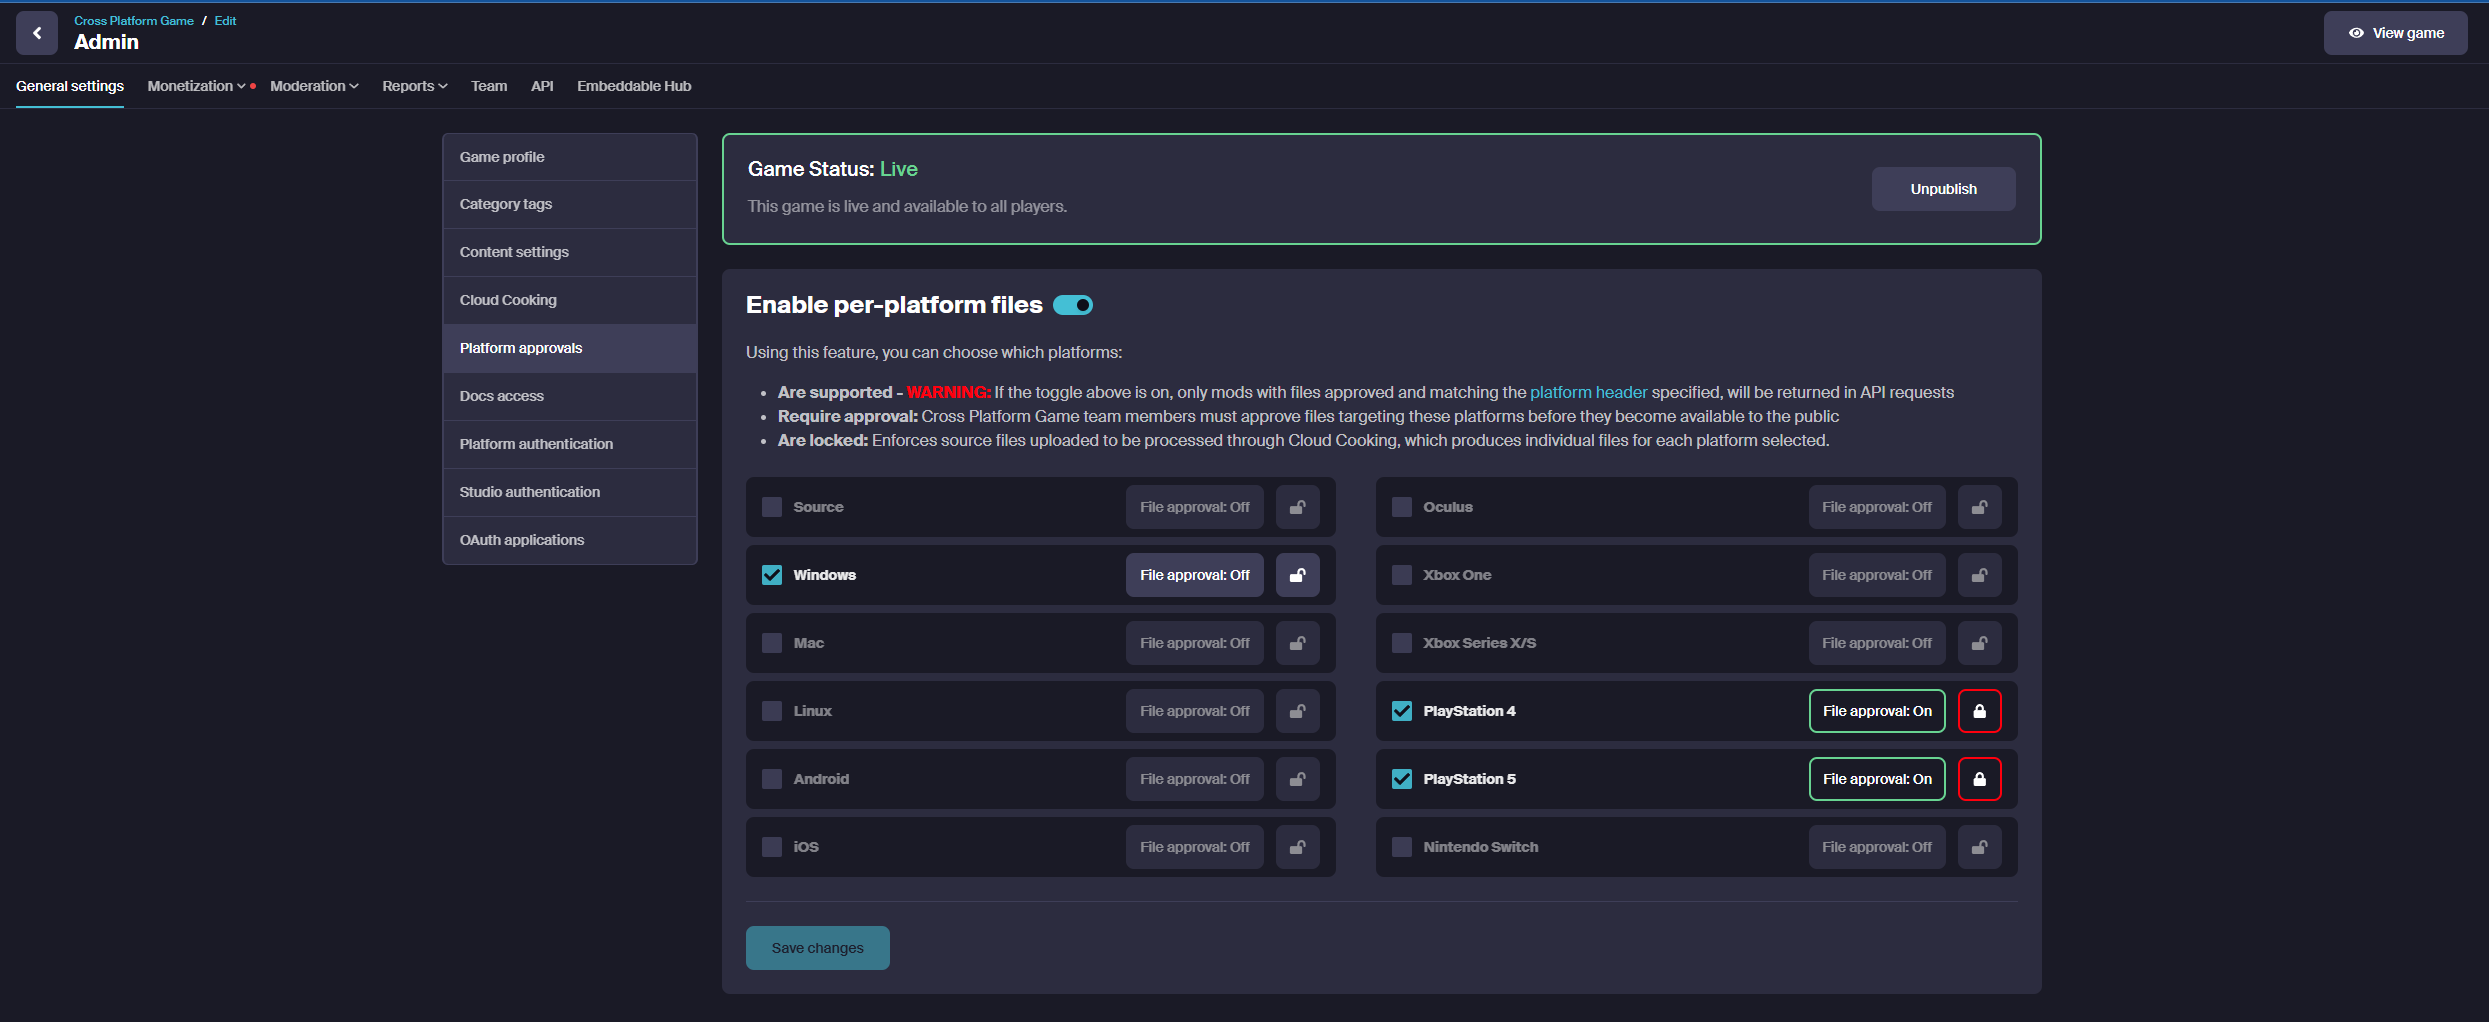 Cross Platform Game / Edit
Admin
View game
General settings
Monetization
Moderation
Reports
Team
API
Embeddable Hub
Game profile
Category tags
Content settings
Cloud Cooking
Platform approvals
Docs access
Platform authentication
Studio authentication
OAuth applications
Game Status: Live
This game is live and available to all players.
Unpublish
Enable per-platform files
Using this feature, you can choose which platforms:
• Are supported - WARNING: If the toggle above is on, only mods with files approved and matching the platform header specified, will be returned in API requests
• Require approval: Cross Platform Game team members must approve files targeting these platforms before they become available to the public
• Are locked: Enforces source files uploaded to be processed through Cloud Cooking, which produces individual files for each platform selected.
Source File approval: Off
Oculus File approval: Off
Windows File approval: Off
Xbox One File approval: Off
Mac File approval: Off
Xbox Series X/S File approval: Off
Linux File approval: Off
PlayStation 4 File approval: On
Android File approval: Off
PlayStation 5 File approval: On
iOS File approval: Off
Nintendo Switch File approval: Off
Save changes